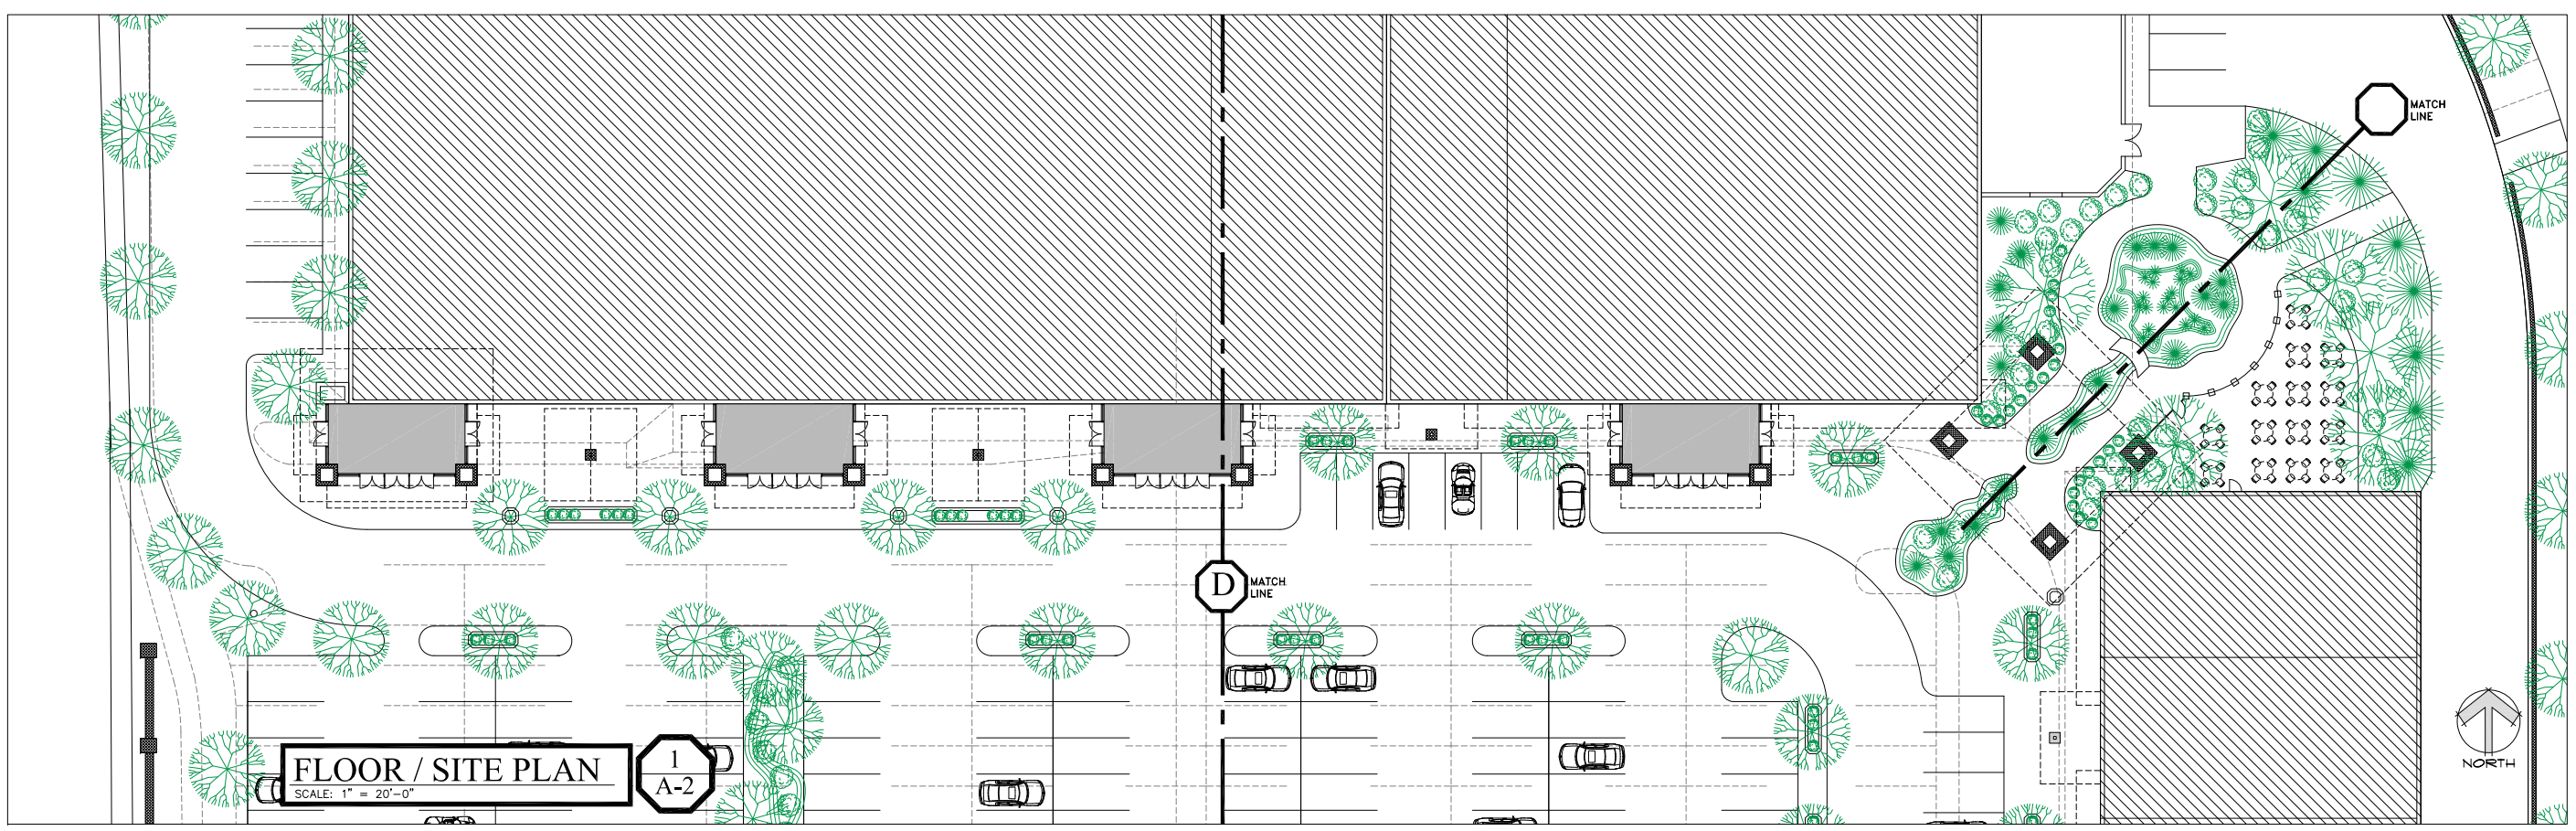 MATCH
LINE
D
MATCH
LINE
FLOOR / SITE PLAN
SCALE: 1" = 20'-0"
1
A-2
NORTH